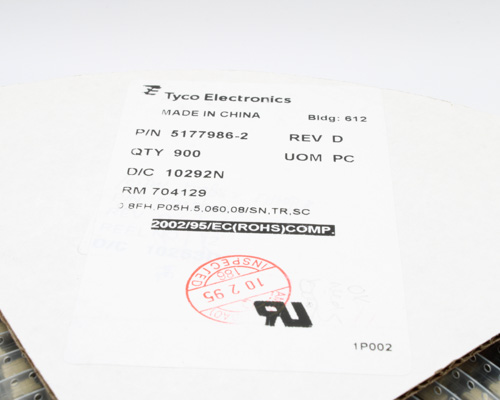 Tyco Electronics
MADE IN CHINA Bldg: 612
P/N 5177986-2 REV D
QTY 900 UOM PC
D/C 10292N
RM 704129
8FH,P05H.5,060,08/SN,TR,SC
2002/95/EC(ROHS)COMP.
INSPECTED
185
10 2 95
1P002